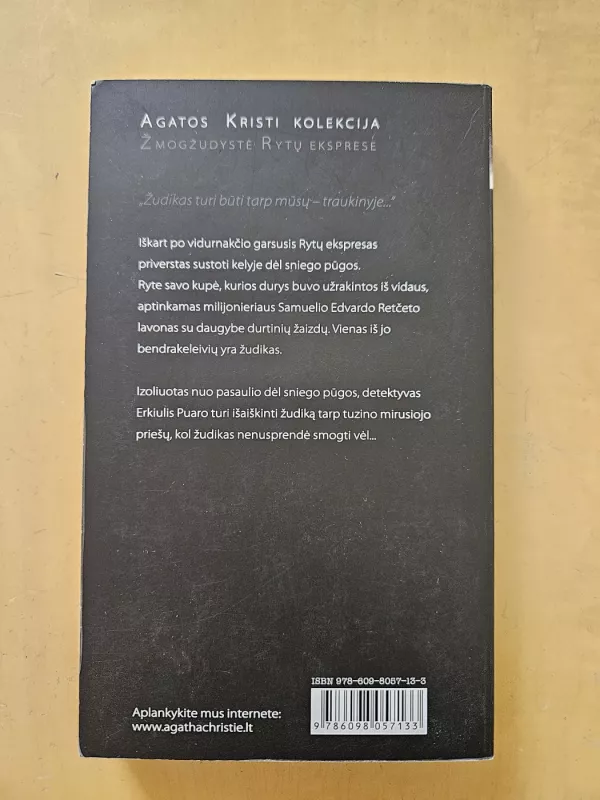 AGATOS KRISTI KOLEKCIJA
ŽMOGŽUDYSTĖ RYTŲ EKSPRESE
„Žudikas turi būti tarp mūsų – traukinyje...“
Iškart po vidurnakčio garsusis Rytų ekspresas
priverstas sustoti kelyje dėl sniego pūgos.
Ryte savo kupė, kurios durys buvo užrakintos iš vidaus,
aptinkamas milijonieriaus Samuelio Edvardo Retčeto
lavonas su daugybe durtinių žaizdų. Vienas iš jo
bendrakeleivių yra žudikas.
Izoliuotas nuo pasaulio dėl sniego pūgos, detektyvas
Erkiulis Puaro turi išaiškinti žudiką tarp tuzino mirusiojo
priešų, kol žudikas nenusprendė smogti vėl...
ISBN 978-609-8057-13-3
9 786098 057133
Aplankykite mus internete:
www.agathachristie.lt